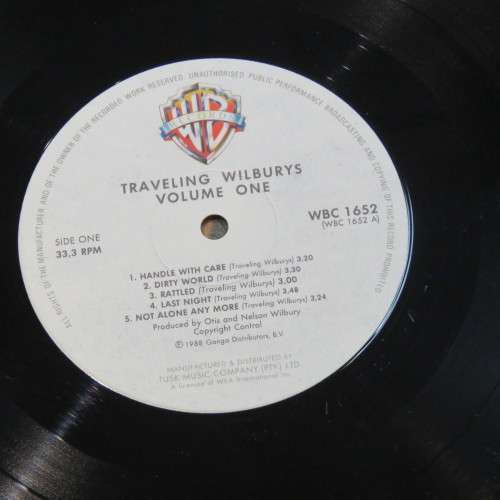 ALL RIGHTS OF THE MANUFACTURER AND OF THE OWNER OF THE RECORDED WORK RESERVED. UNAUTHORISED PUBLIC PERFORMANCE BROADCASTING AND COPYING OF THIS RECORD PROHIBITED
WB
RECORDS
TRAVELING WILBURYS
VOLUME ONE
WBC 1652
(WBC 1652 A)
SIDE ONE
33,3 RPM
1. HANDLE WITH CARE (Traveling Wilburys) 3,20
2. DIRTY WORLD (Traveling Wilburys) 3,30
3. RATTLED (Traveling Wilburys) 3,00
4. LAST NIGHT (Traveling Wilburys) 3,48
5. NOT ALONE ANY MORE (Traveling Wilburys) 3,24
Produced by Otis and Nelson Wilbury
Copyright Control
Ⓟ 1988 Ganga Distributors, B.V.
MANUFACTURED & DISTRIBUTED BY
TUSK MUSIC COMPANY (PTY) LTD
A licensee of WEA International Inc.